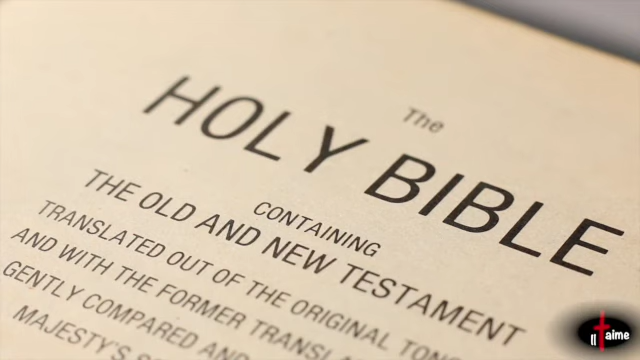 The
HOLY BIBLE
CONTAINING
THE OLD AND NEW TESTAMENT
TRANSLATED OUT OF THE ORIGINAL
AND WITH THE FORMER
GENTLY COMPARED AND
MAJESTY'S
Il t'aime